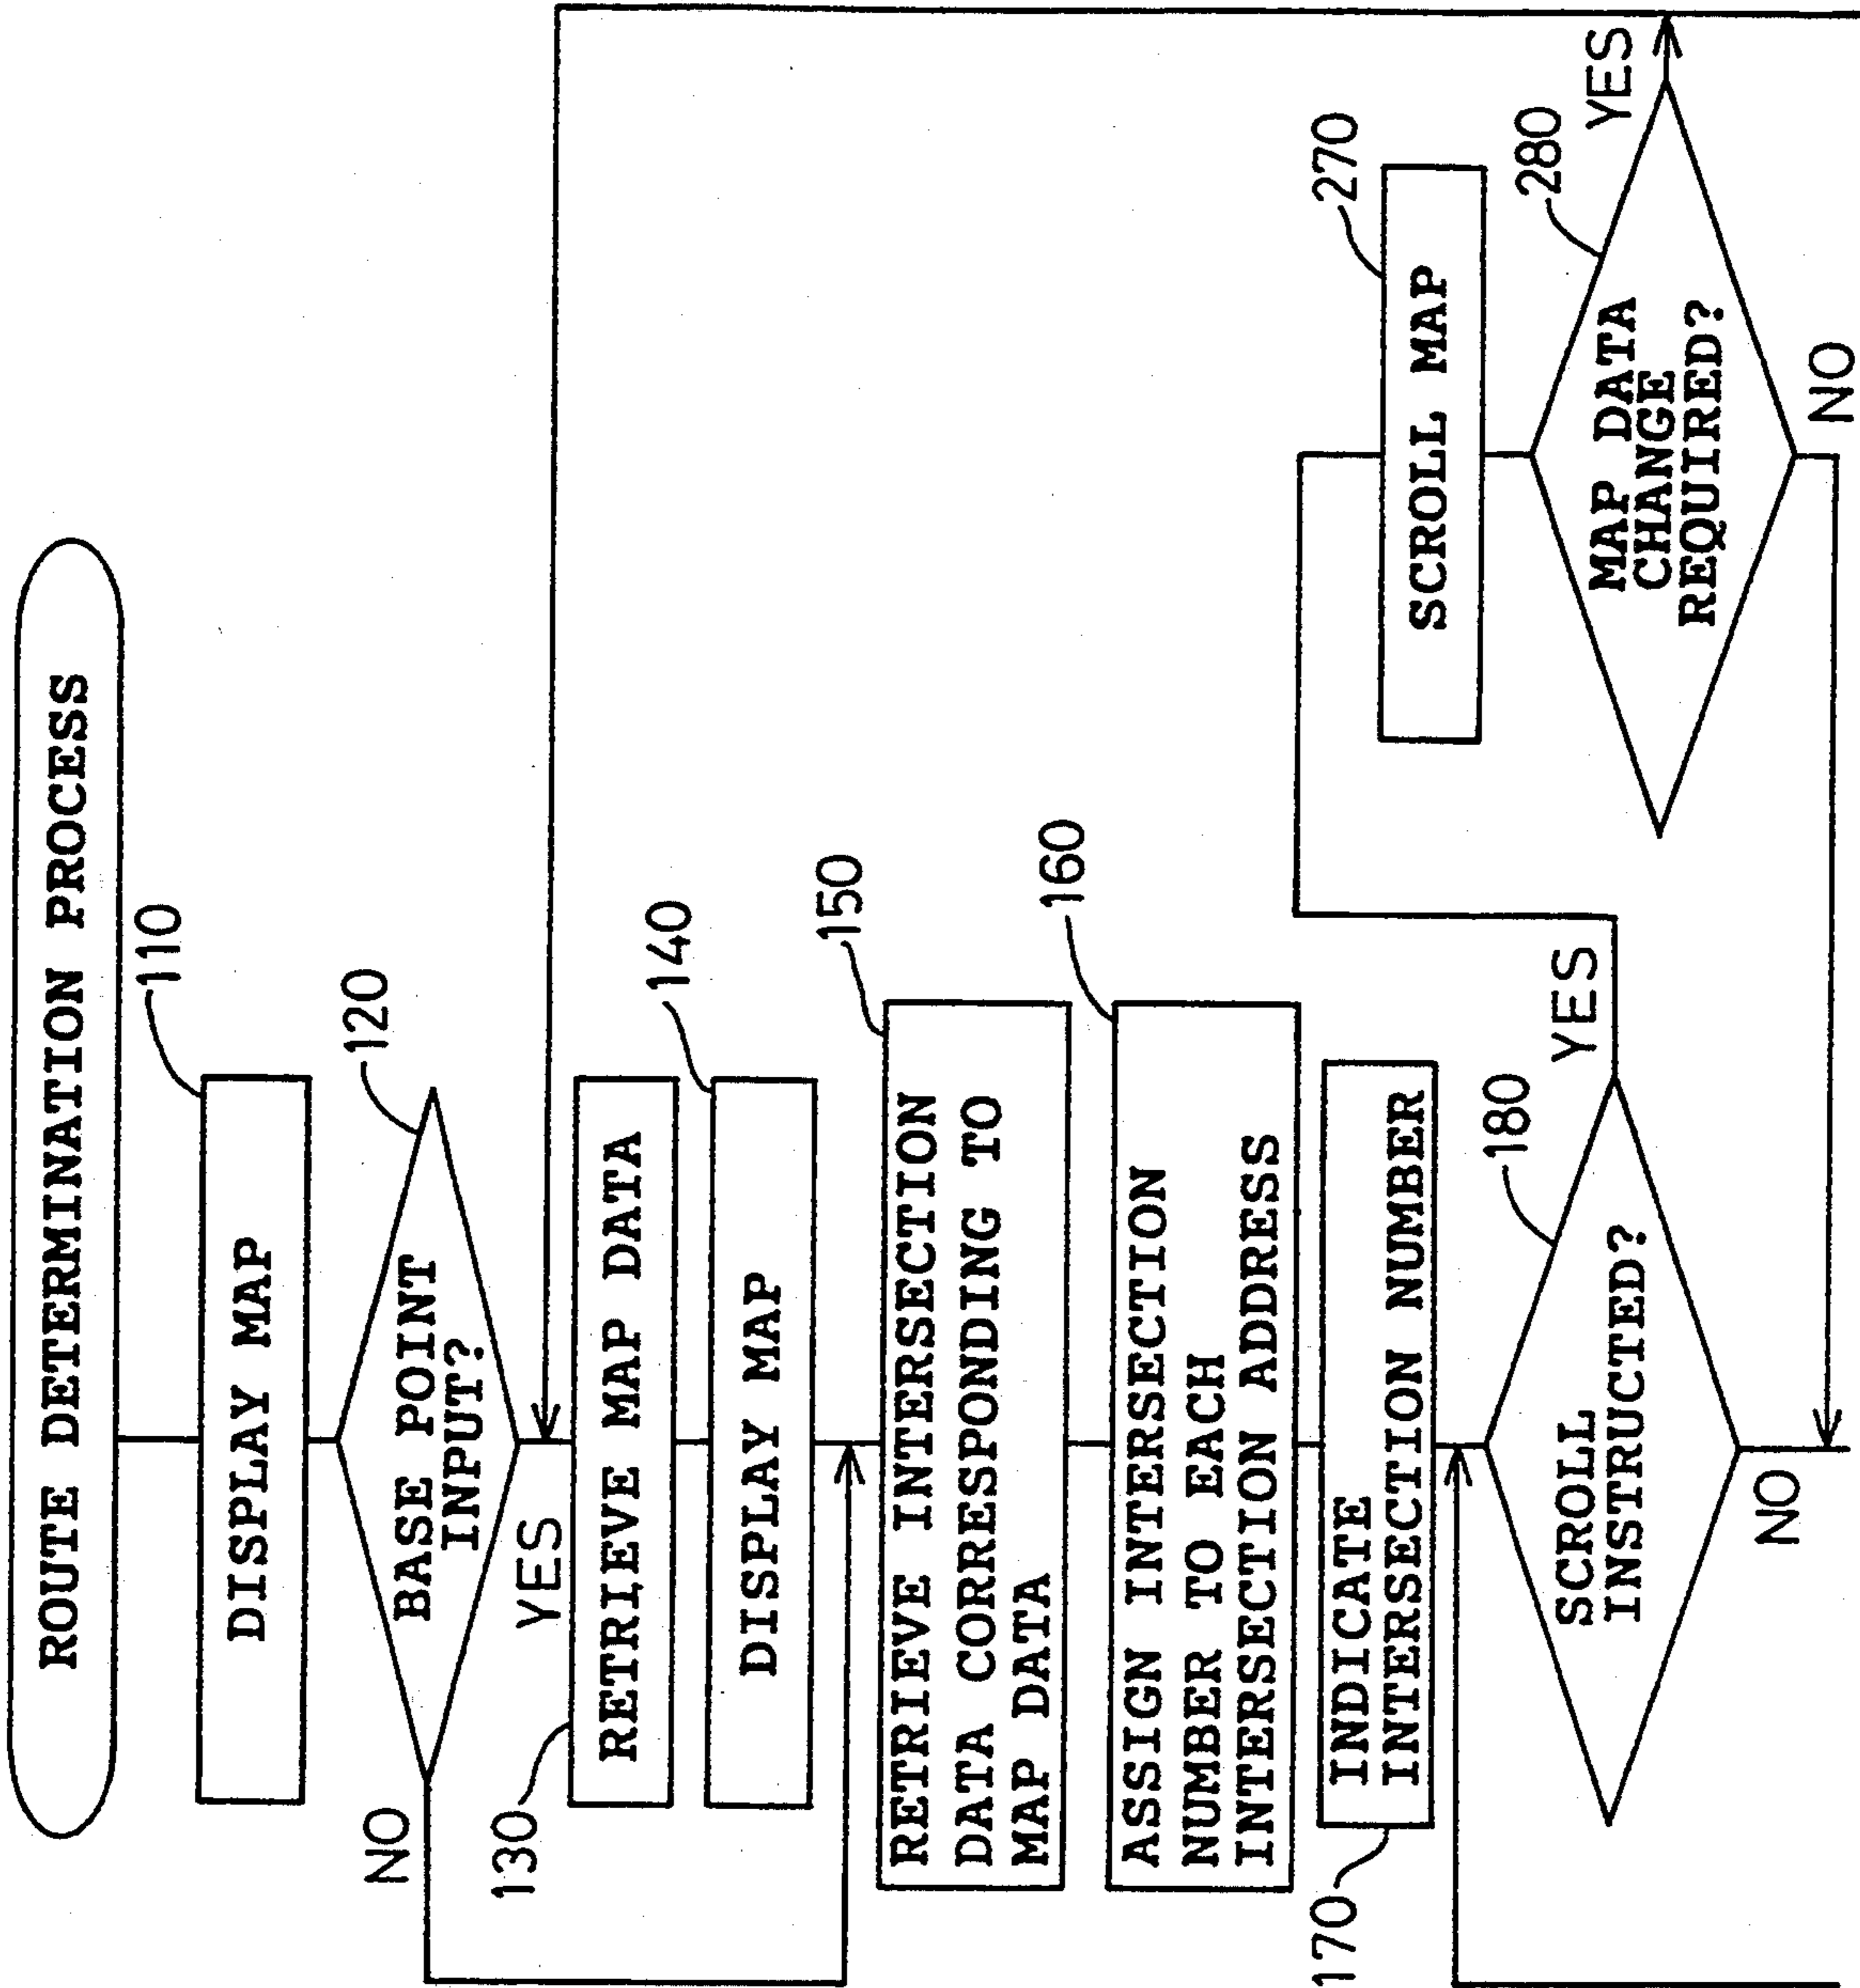 ROUTE DETERMINATION PROCESS
110
DISPLAY MAP
120
BASE POINT
INPUT?
NO
YES
130
RETRIEVE MAP DATA
140
DISPLAY MAP
150
RETRIEVE INTERSECTION
DATA CORRESPONDING TO
MAP DATA
160
ASSIGN INTERSECTION
NUMBER TO EACH
INTERSECTION ADDRESS
170
INDICATE
INTERSECTION NUMBER
180
SCROLL
INSTRUCTED?
YES
NO
270
SCROLL MAP
280
MAP DATA
CHANGE
REQUIRED?
YES
NO